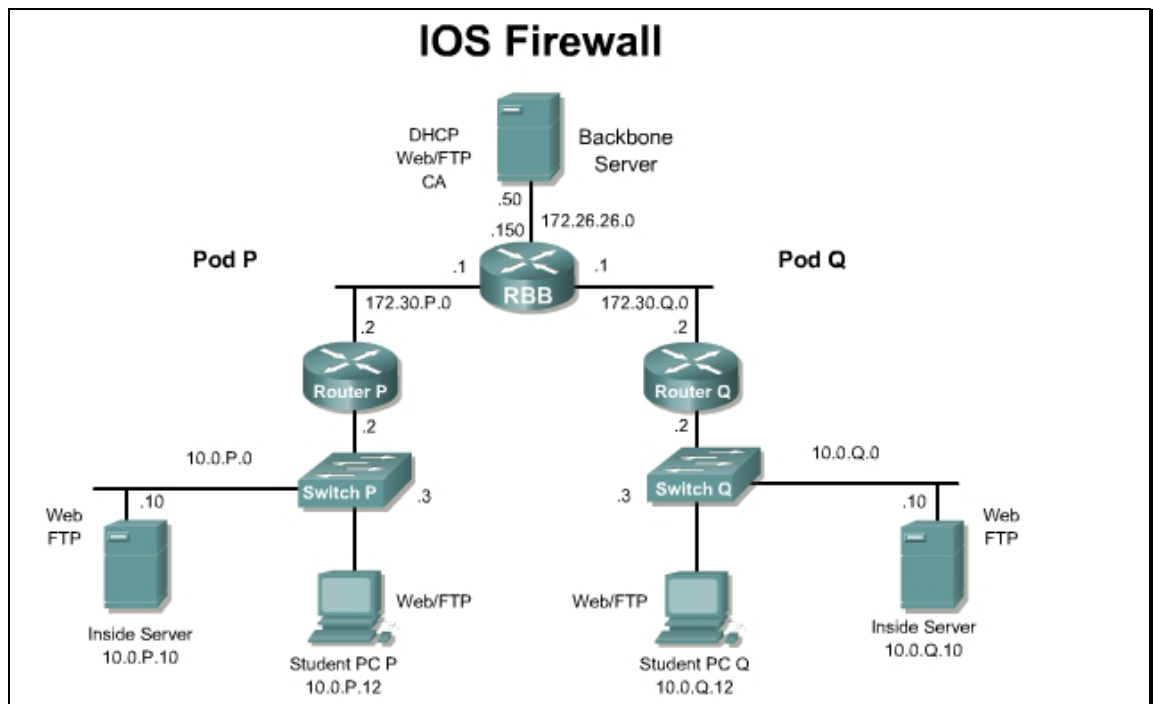 IOS Firewall
DHCP
Web/FTP
CA
Backbone
Server
.50
172.26.26.0
.150
Pod P
Pod Q
.1
.1
RBB
172.30.P.0
172.30.Q.0
.2
.2
Router P
Router Q
.2
.2
10.0.P.0
10.0.Q.0
Switch P
.3
.3
Switch Q
.10
.10
Web
FTP
Web
FTP
Web/FTP
Web/FTP
Inside Server
10.0.P.10
Student PC P
10.0.P.12
Student PC Q
10.0.Q.12
Inside Server
10.0.Q.10